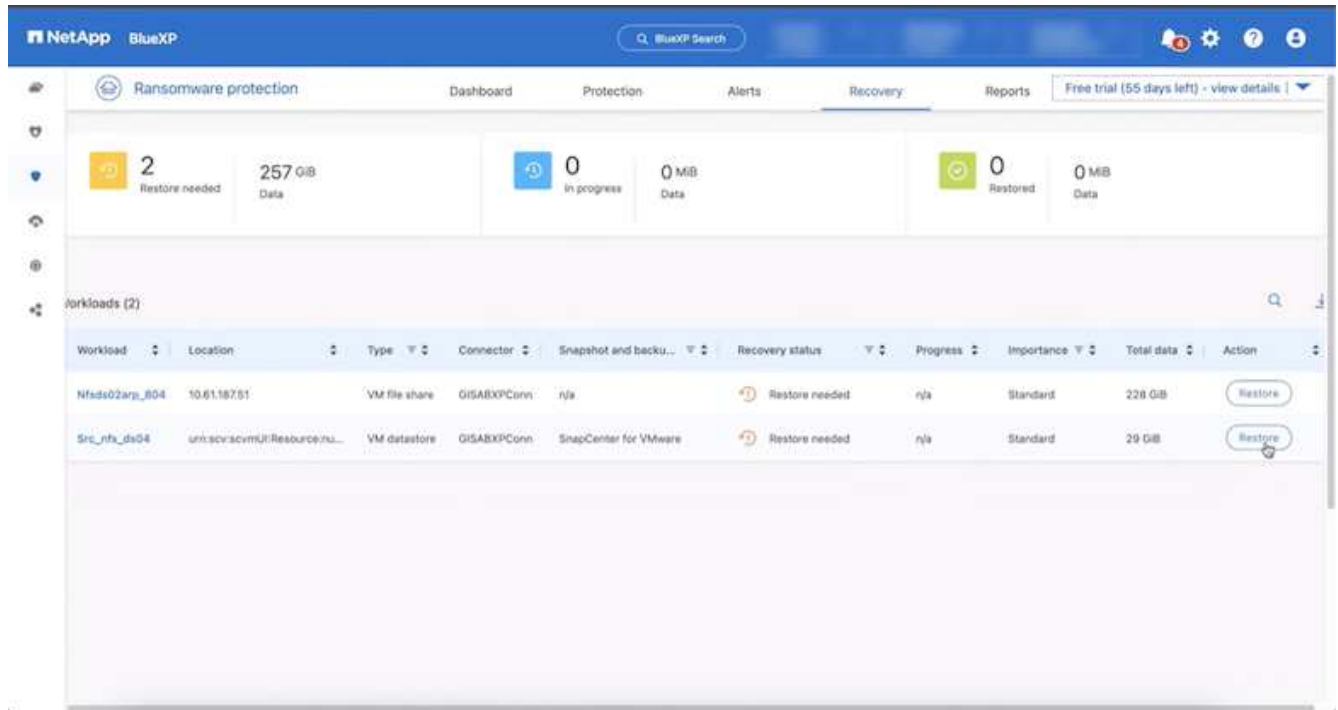 NetApp BlueXP BlueXP Search 4
Ransomware protection Dashboard Protection Alerts Recovery Reports Free trial (55 days left) - view details |
2 257 GiB 0 0 MiB 0 0 MiB
Restore needed Data In progress Data Restored Data
Workloads (2)
Workload Location Type Connector Snapshot and backu... Recovery status Progress Importance Total data Action
Nfsds02arp_804 10.61.187.51 VM file share GISABXPConn n/a Restore needed n/a Standard 228 GiB Restore
Src_nfs_ds04 urn:scv:scvmUI:Resource:nu... VM datastore GISABXPConn SnapCenter for VMware Restore needed n/a Standard 29 GiB Restore